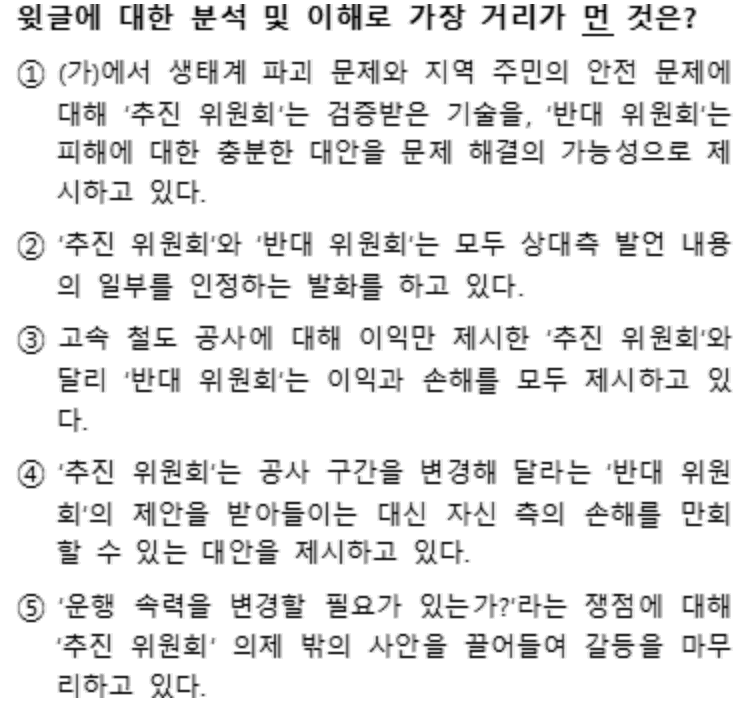 윗글에 대한 분석 및 이해로 가장 거리가 먼 것은?
① (가)에서 생태계 파괴 문제와 지역 주민의 안전 문제에
대해 '추진 위원회'는 검증받은 기술을, '반대 위원회'는
피해에 대한 충분한 대안을 문제 해결의 가능성으로 제
시하고 있다.
② '추진 위원회'와 '반대 위원회'는 모두 상대측 발언 내용
의 일부를 인정하는 발화를 하고 있다.
③ 고속 철도 공사에 대해 이익만 제시한 '추진 위원회'와
달리 '반대 위원회'는 이익과 손해를 모두 제시하고 있
다.
④ '추진 위원회'는 공사 구간을 변경해 달라는 '반대 위원
회'의 제안을 받아들이는 대신 자신 측의 손해를 만회
할 수 있는 대안을 제시하고 있다.
⑤ '운행 속력을 변경할 필요가 있는가?'라는 쟁점에 대해
'추진 위원회' 의제 밖의 사안을 끌어들여 갈등을 마무
리하고 있다.